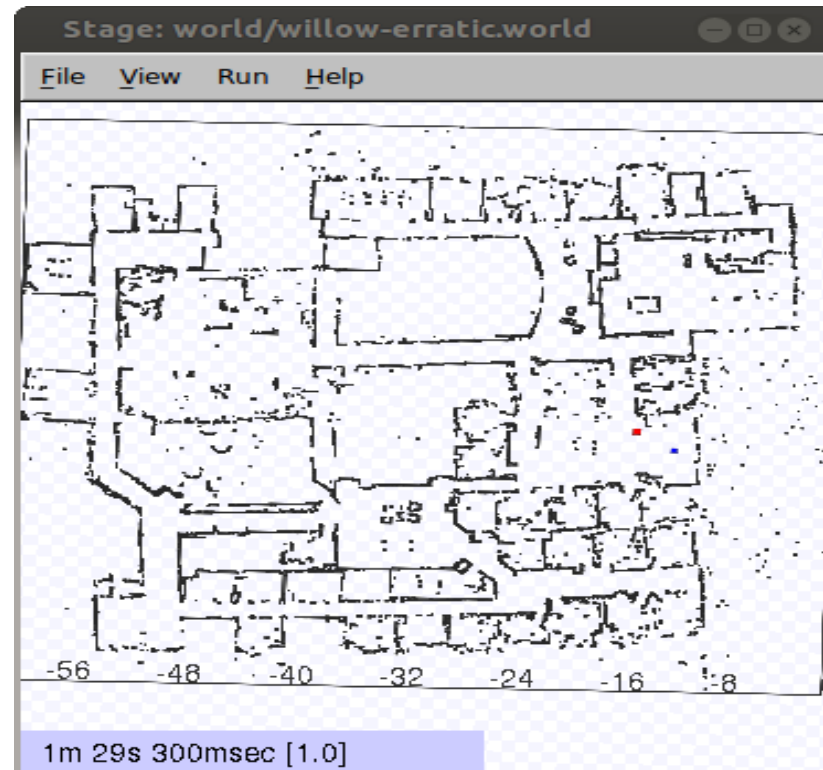 Stage: world/willow-erratic.world
File View Run Help
-56 -48 -40 -32 -24 -16 -8
1m 29s 300msec [1.0]